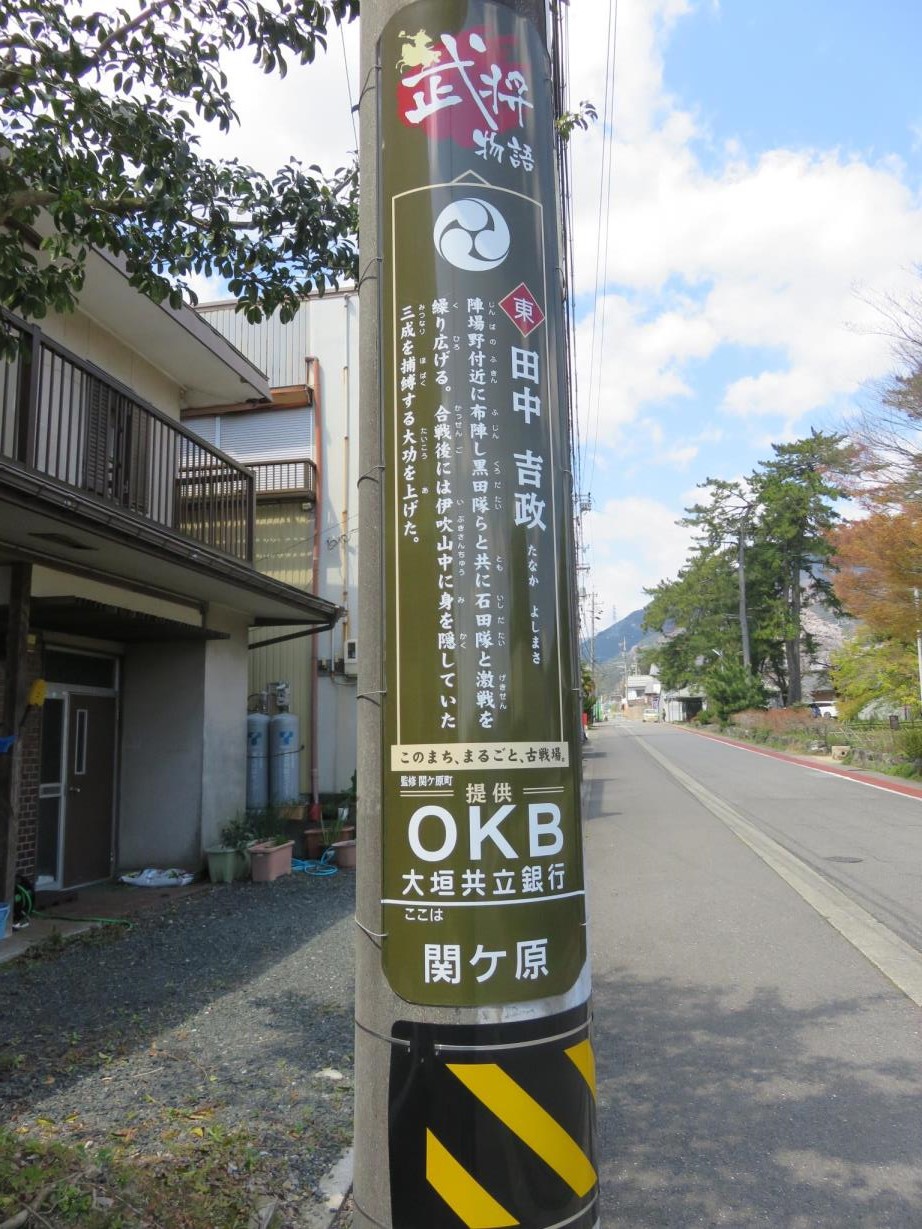 武将
物語
東 田中 吉政 たなか よしまさ
陣場野付近に布陣し黒田隊らと共に石田隊と激戦を
繰り広げる。合戦後には伊吹山中に身を隠していた
三成を捕縛する大功を上げた。
このまち、まるごと、古戦場。
監修 関ケ原町
提供
OKB
大垣共立銀行
ここは
関ケ原